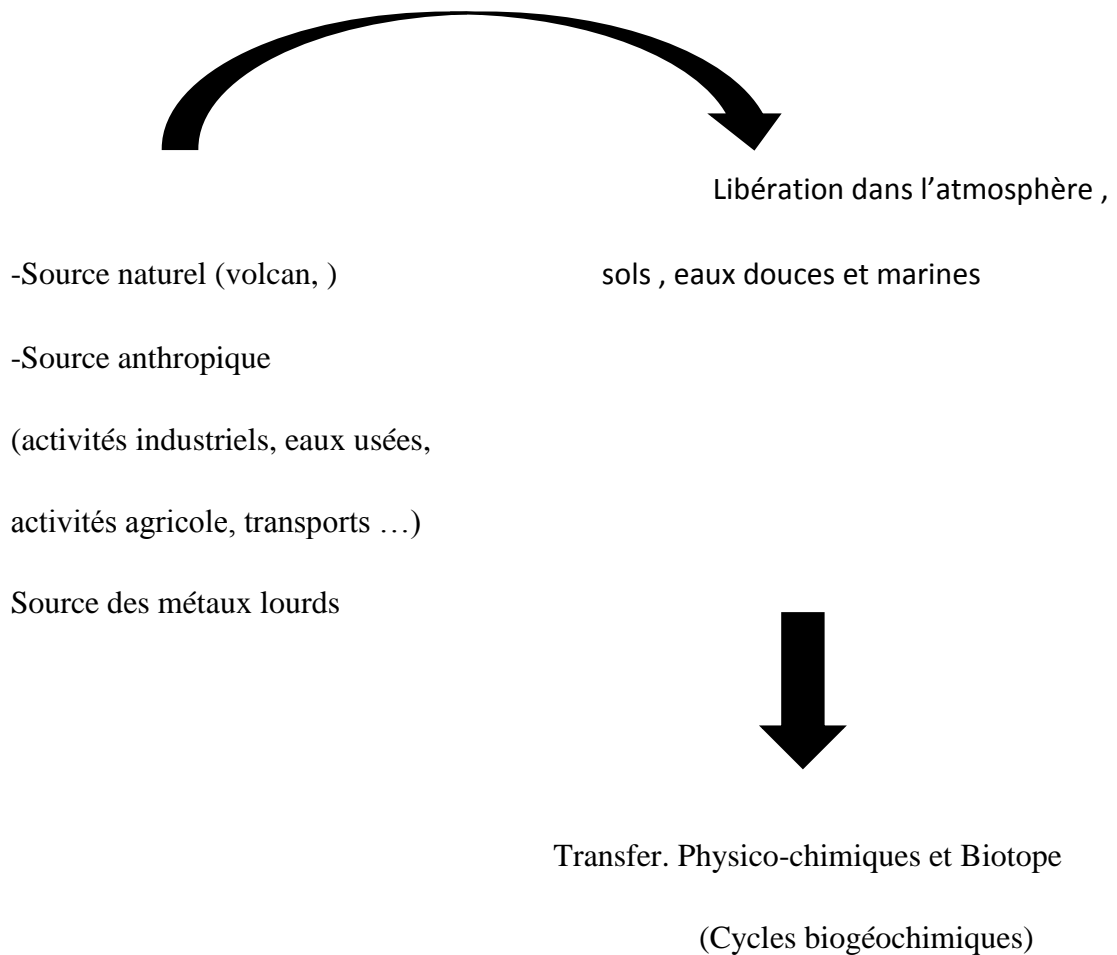 Libération dans l’atmosphère ,
-Source naturel (volcan, ) sols , eaux douces et marines
-Source anthropique
(activités industriels, eaux usées,
activités agricole, transports …)
Source des métaux lourds
Transfer. Physico-chimiques et Biotope
(Cycles biogéochimiques)